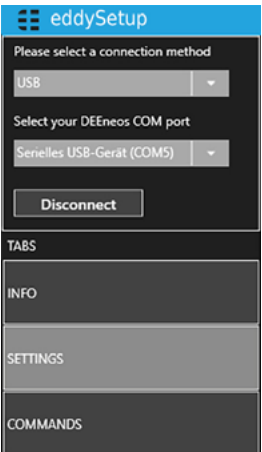 eddySetup
Please select a connection method
USB
Select your DEEneos COM port
Serielles USB-Gerät (COM5)
Disconnect
TABS
INFO
SETTINGS
COMMANDS